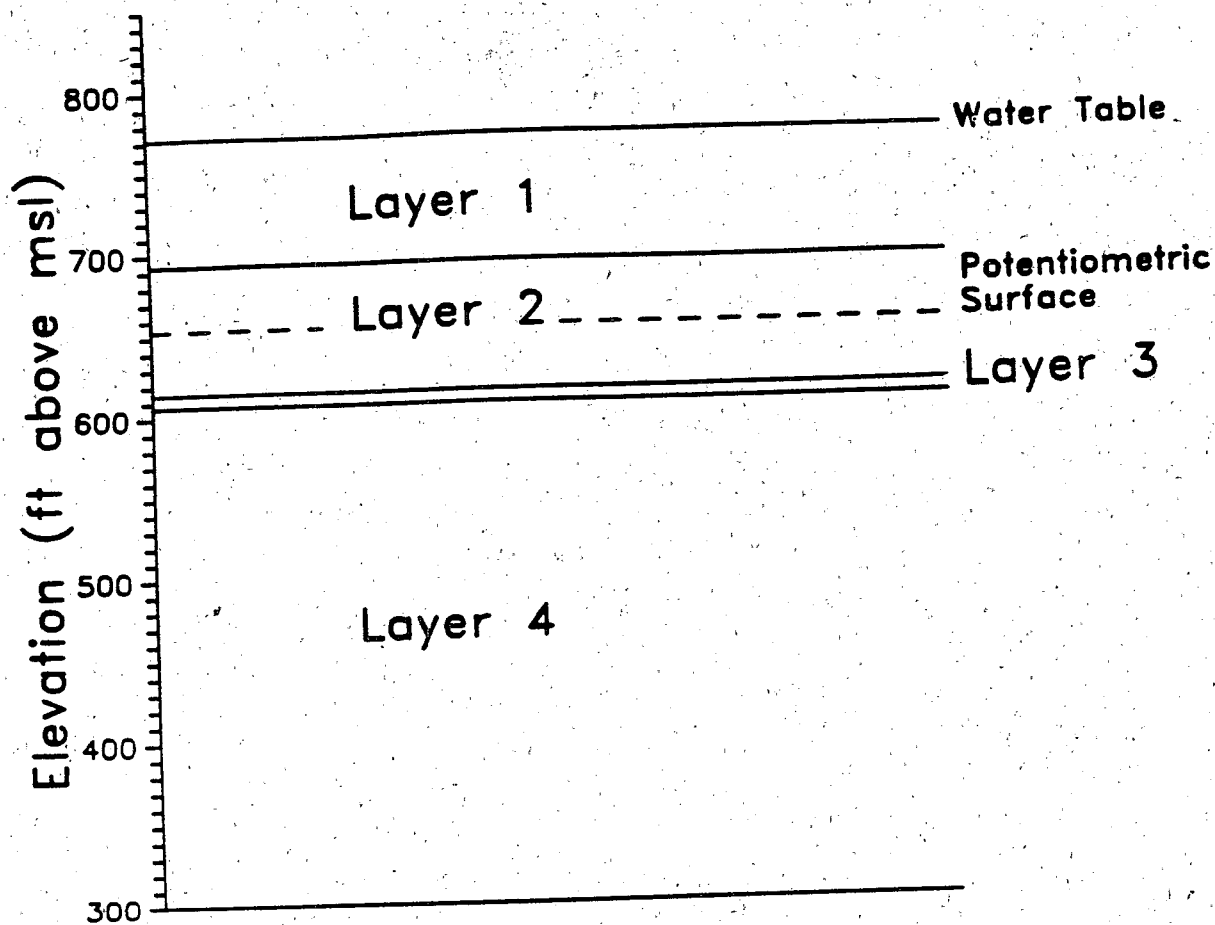 800
Water Table
Layer 1
700
Potentiometric
Surface
Layer 2
Layer 3
600
500
Layer 4
400
300
Elevation (ft above msl)